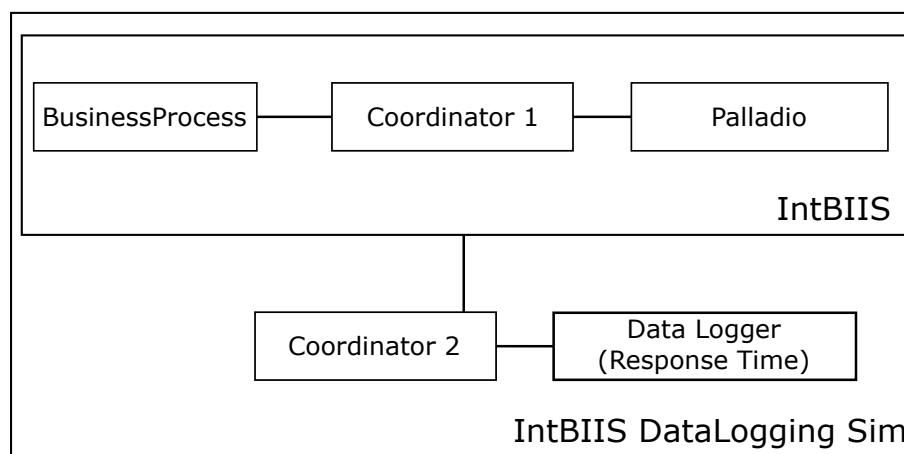 BusinessProcess
Coordinator 1
Palladio
IntBIIS
Coordinator 2
Data Logger
(Response Time)
IntBIIS DataLogging Sim